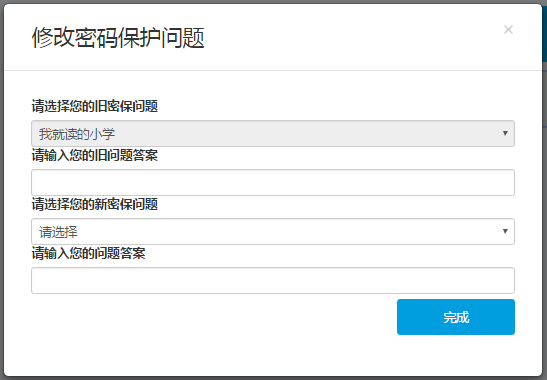 修改密码保护问题
×
请选择您的旧密保问题
我就读的小学
请输入您的旧问题答案
请选择您的新密保问题
请选择
请输入您的问题答案
完成